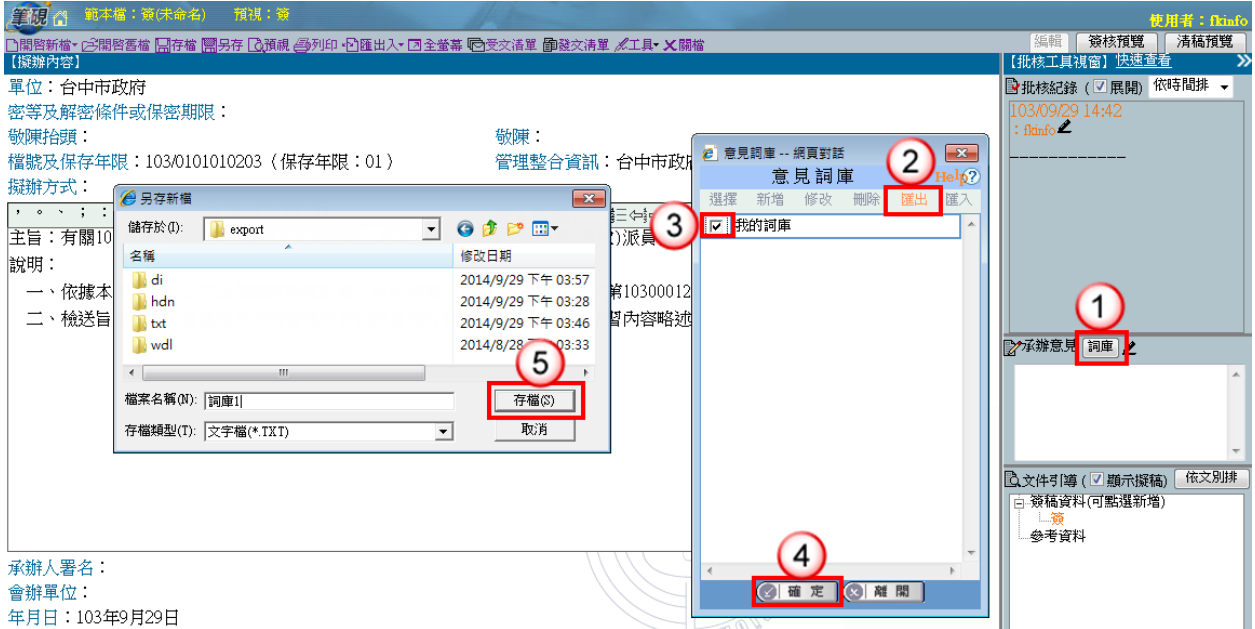 筆硯 範本檔：簽(未命名) 預視：簽
使用者：fkinfo
開啓新檔 開啓舊檔 存檔 另存 預視 列印 匯出入 全螢幕 受文清單 發文清單 工具 關檔
編輯 簽核預覽 清稿預覽
【擬辦內容】
單位：台中市政府
密等及解密條件或保密期限：
敬陳抬頭：
敬陳：
檔號及保存年限：103/0101010203（保存年限：01）
管理整合資訊：台中市政府
擬辦方式：
， 。 、 ； ：
主旨：有關10
)派員
說明：
一、依據本
第10300012
二、檢送旨
習內容略述
承辦人署名：
會辦單位：
年月日：103年9月29日
另存新檔
儲存於(I): export
名稱 修改日期
di 2014/9/29 下午 03:57
hdn 2014/9/29 下午 03:28
txt 2014/9/29 下午 03:46
wdl 2014/8/28 03:33
檔案名稱(N): 詞庫1 存檔(S)
存檔類型(T): 文字檔(*.TXT) 取消
5
意見詞庫 -- 網頁對話
意見詞庫 Help?
2
選擇 新增 修改 刪除 匯出 匯入
3
我的詞庫
4
確定 離開
【批核工具視窗】快速查看
批核紀錄 (展開) 依時間排
103/09/29 14:42
: fkinfo
--------------
1
承辦意見 詞庫
文件引導 (顯示擬稿) 依文別排
簽稿資料(可點選新增)
簽
參考資料